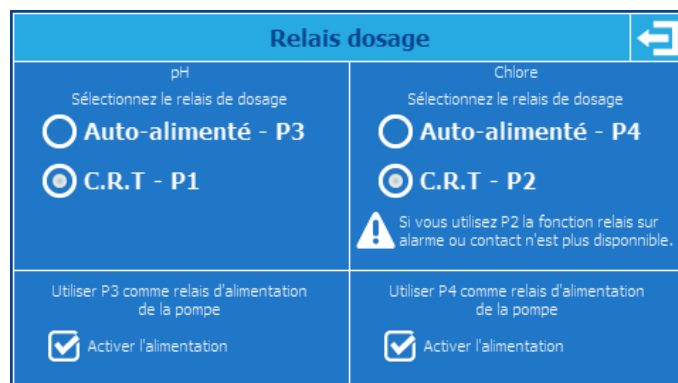 Relais dosage
pH
Sélectionnez le relais de dosage
Auto-alimenté - P3
C.R.T - P1
Utiliser P3 comme relais d'alimentation
de la pompe
Activer l'alimentation
Chlore
Sélectionnez le relais de dosage
Auto-alimenté - P4
C.R.T - P2
Si vous utilisez P2 la fonction relais sur
alarme ou contact n'est plus disponnible.
Utiliser P4 comme relais d'alimentation
de la pompe
Activer l'alimentation